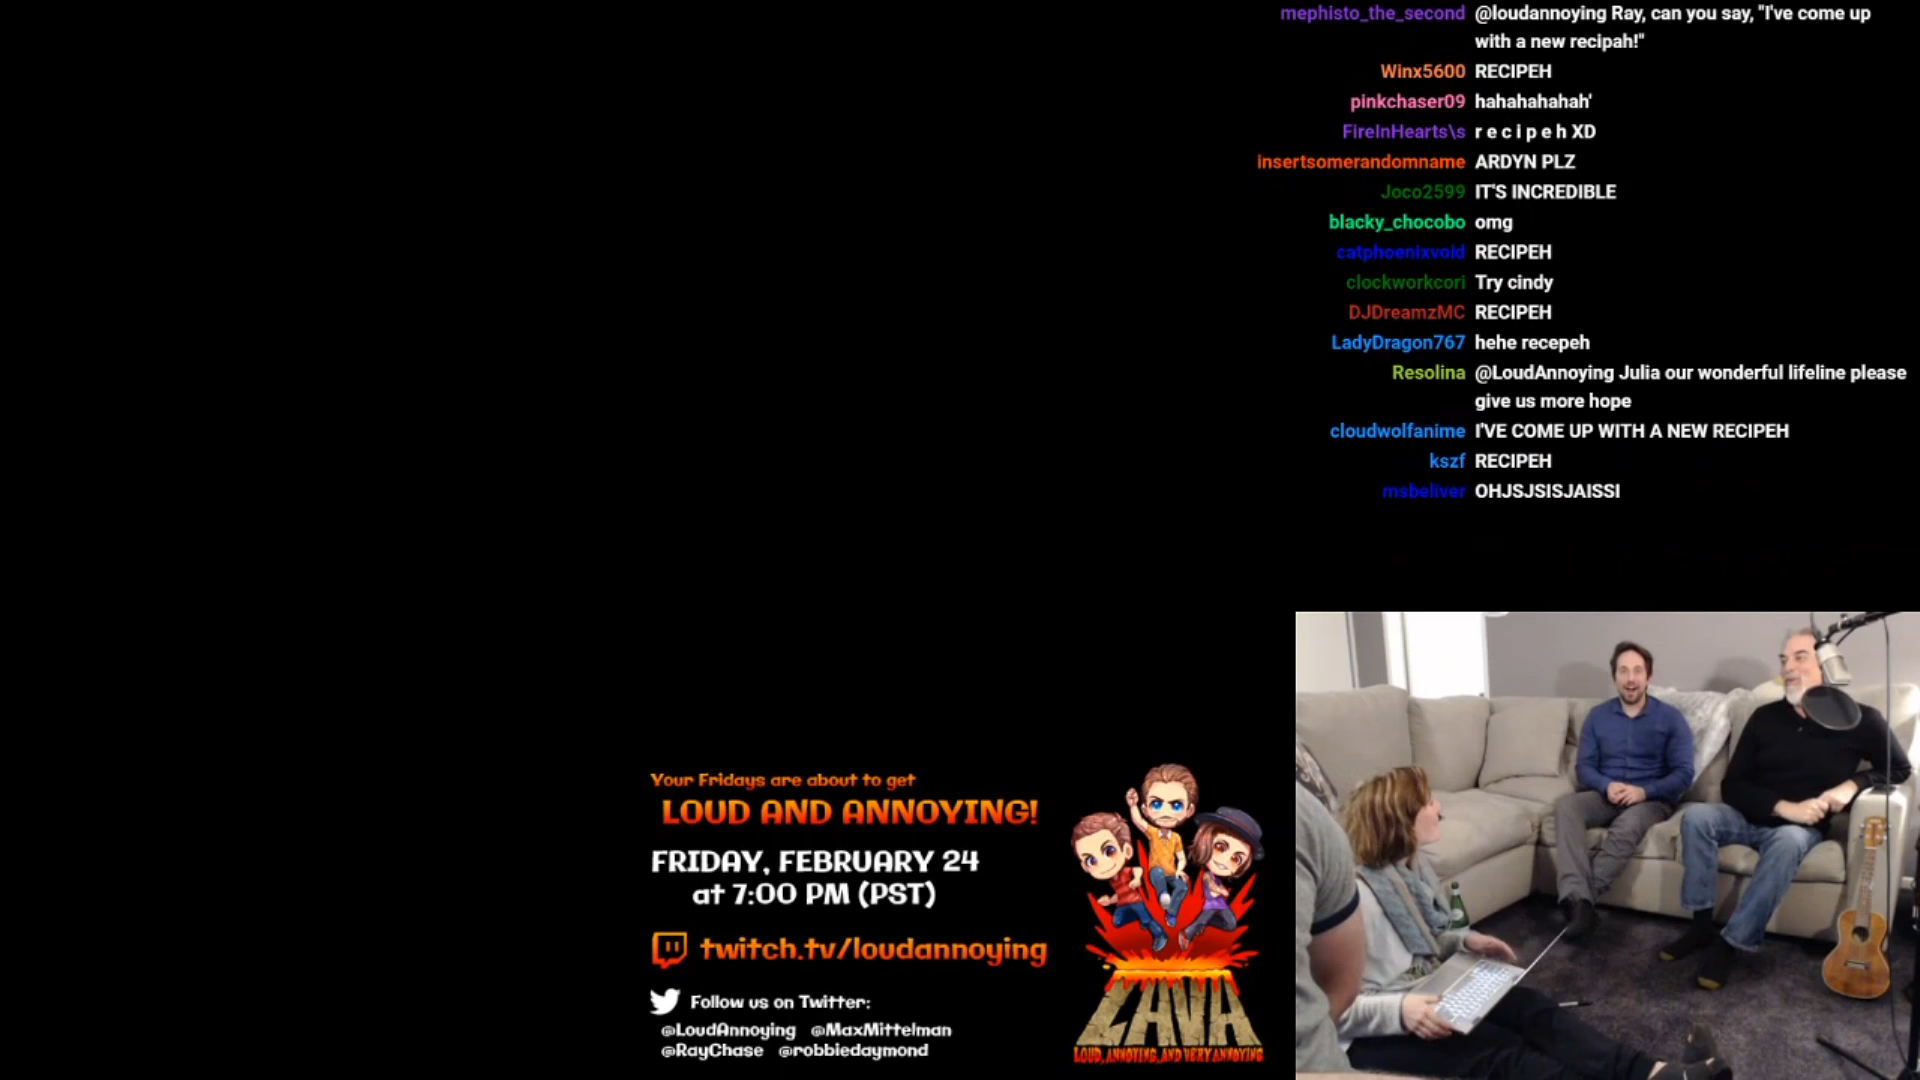 mephisto_the_second @loudannoying Ray, can you say, "I've come up
with a new recipah!"
Winx5600 RECIPEH
pinkchaser09 hahahahahah'
FireInHearts\s r e c i p e h XD
insertsomerandomname ARDYN PLZ
Joco2599 IT'S INCREDIBLE
blacky_chocobo omg
catphoenixvoid RECIPEH
clockworkcori Try cindy
DJDreamzMC RECIPEH
LadyDragon767 hehe recepeh
Resolina @LoudAnnoying Julia our wonderful lifeline please
give us more hope
cloudwolfanime I'VE COME UP WITH A NEW RECIPEH
kszf RECIPEH
msbeliver OHJSJSISJAISSI
Your Fridays are about to get
LOUD AND ANNOYING!
FRIDAY, FEBRUARY 24
at 7:00 PM (PST)
twitch.tv/loudannoying
Follow us on Twitter:
@LoudAnnoying @MaxMittelman
@RayChase @robbiedaymond
LAVA
LOUD, ANNOYING, AND VERY ANNOYING